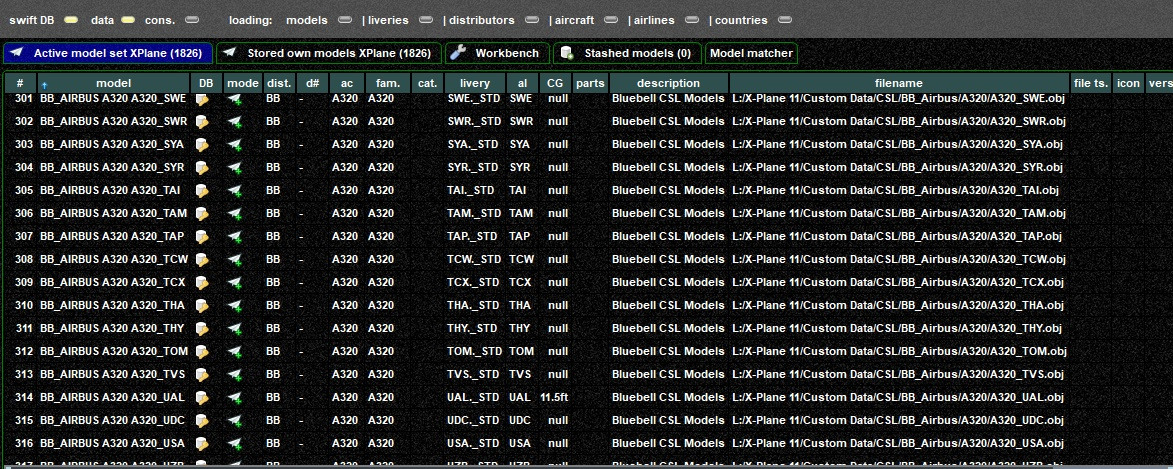 swift DB data cons. loading: models | liveries | distributors | aircraft | airlines | countries
Active model set XPlane (1826) Stored own models XPlane (1826) Workbench Stashed models (0) Model matcher
# model DB mode dist. d# ac fam. cat. livery al CG parts description filename file ts. icon vers
301 BB_AIRBUS A320 A320_SWE BB - A320 A320 SWE._STD SWE null Bluebell CSL Models L:/X-Plane 11/Custom Data/CSL/BB_Airbus/A320/A320_SWE.obj
302 BB_AIRBUS A320 A320_SWR BB - A320 A320 SWR._STD SWR null Bluebell CSL Models L:/X-Plane 11/Custom Data/CSL/BB_Airbus/A320/A320_SWR.obj
303 BB_AIRBUS A320 A320_SYA BB - A320 A320 SYA._STD SYA null Bluebell CSL Models L:/X-Plane 11/Custom Data/CSL/BB_Airbus/A320/A320_SYA.obj
304 BB_AIRBUS A320 A320_SYR BB - A320 A320 SYR._STD SYR null Bluebell CSL Models L:/X-Plane 11/Custom Data/CSL/BB_Airbus/A320/A320_SYR.obj
305 BB_AIRBUS A320 A320_TAI BB - A320 A320 TAI._STD TAI null Bluebell CSL Models L:/X-Plane 11/Custom Data/CSL/BB_Airbus/A320/A320_TAI.obj
306 BB_AIRBUS A320 A320_TAM BB - A320 A320 TAM._STD TAM null Bluebell CSL Models L:/X-Plane 11/Custom Data/CSL/BB_Airbus/A320/A320_TAM.obj
307 BB_AIRBUS A320 A320_TAP BB - A320 A320 TAP._STD TAP null Bluebell CSL Models L:/X-Plane 11/Custom Data/CSL/BB_Airbus/A320/A320_TAP.obj
308 BB_AIRBUS A320 A320_TCW BB - A320 A320 TCW._STD TCW null Bluebell CSL Models L:/X-Plane 11/Custom Data/CSL/BB_Airbus/A320/A320_TCW.obj
309 BB_AIRBUS A320 A320_TCX BB - A320 A320 TCX._STD TCX null Bluebell CSL Models L:/X-Plane 11/Custom Data/CSL/BB_Airbus/A320/A320_TCX.obj
310 BB_AIRBUS A320 A320_THA BB - A320 A320 THA._STD THA null Bluebell CSL Models L:/X-Plane 11/Custom Data/CSL/BB_Airbus/A320/A320_THA.obj
311 BB_AIRBUS A320 A320_THY BB - A320 A320 THY._STD THY null Bluebell CSL Models L:/X-Plane 11/Custom Data/CSL/BB_Airbus/A320/A320_THY.obj
312 BB_AIRBUS A320 A320_TOM BB - A320 A320 TOM._STD TOM null Bluebell CSL Models L:/X-Plane 11/Custom Data/CSL/BB_Airbus/A320/A320_TOM.obj
313 BB_AIRBUS A320 A320_TVS BB - A320 A320 TVS._STD TVS null Bluebell CSL Models L:/X-Plane 11/Custom Data/CSL/BB_Airbus/A320/A320_TVS.obj
314 BB_AIRBUS A320 A320_UAL BB - A320 A320 UAL._STD UAL 11.5ft Bluebell CSL Models L:/X-Plane 11/Custom Data/CSL/BB_Airbus/A320/A320_UAL.obj
315 BB_AIRBUS A320 A320_UDC BB - A320 A320 UDC._STD UDC null Bluebell CSL Models L:/X-Plane 11/Custom Data/CSL/BB_Airbus/A320/A320_UDC.obj
316 BB_AIRBUS A320 A320_USA BB - A320 A320 USA._STD USA null Bluebell CSL Models L:/X-Plane 11/Custom Data/CSL/BB_Airbus/A320/A320_USA.obj